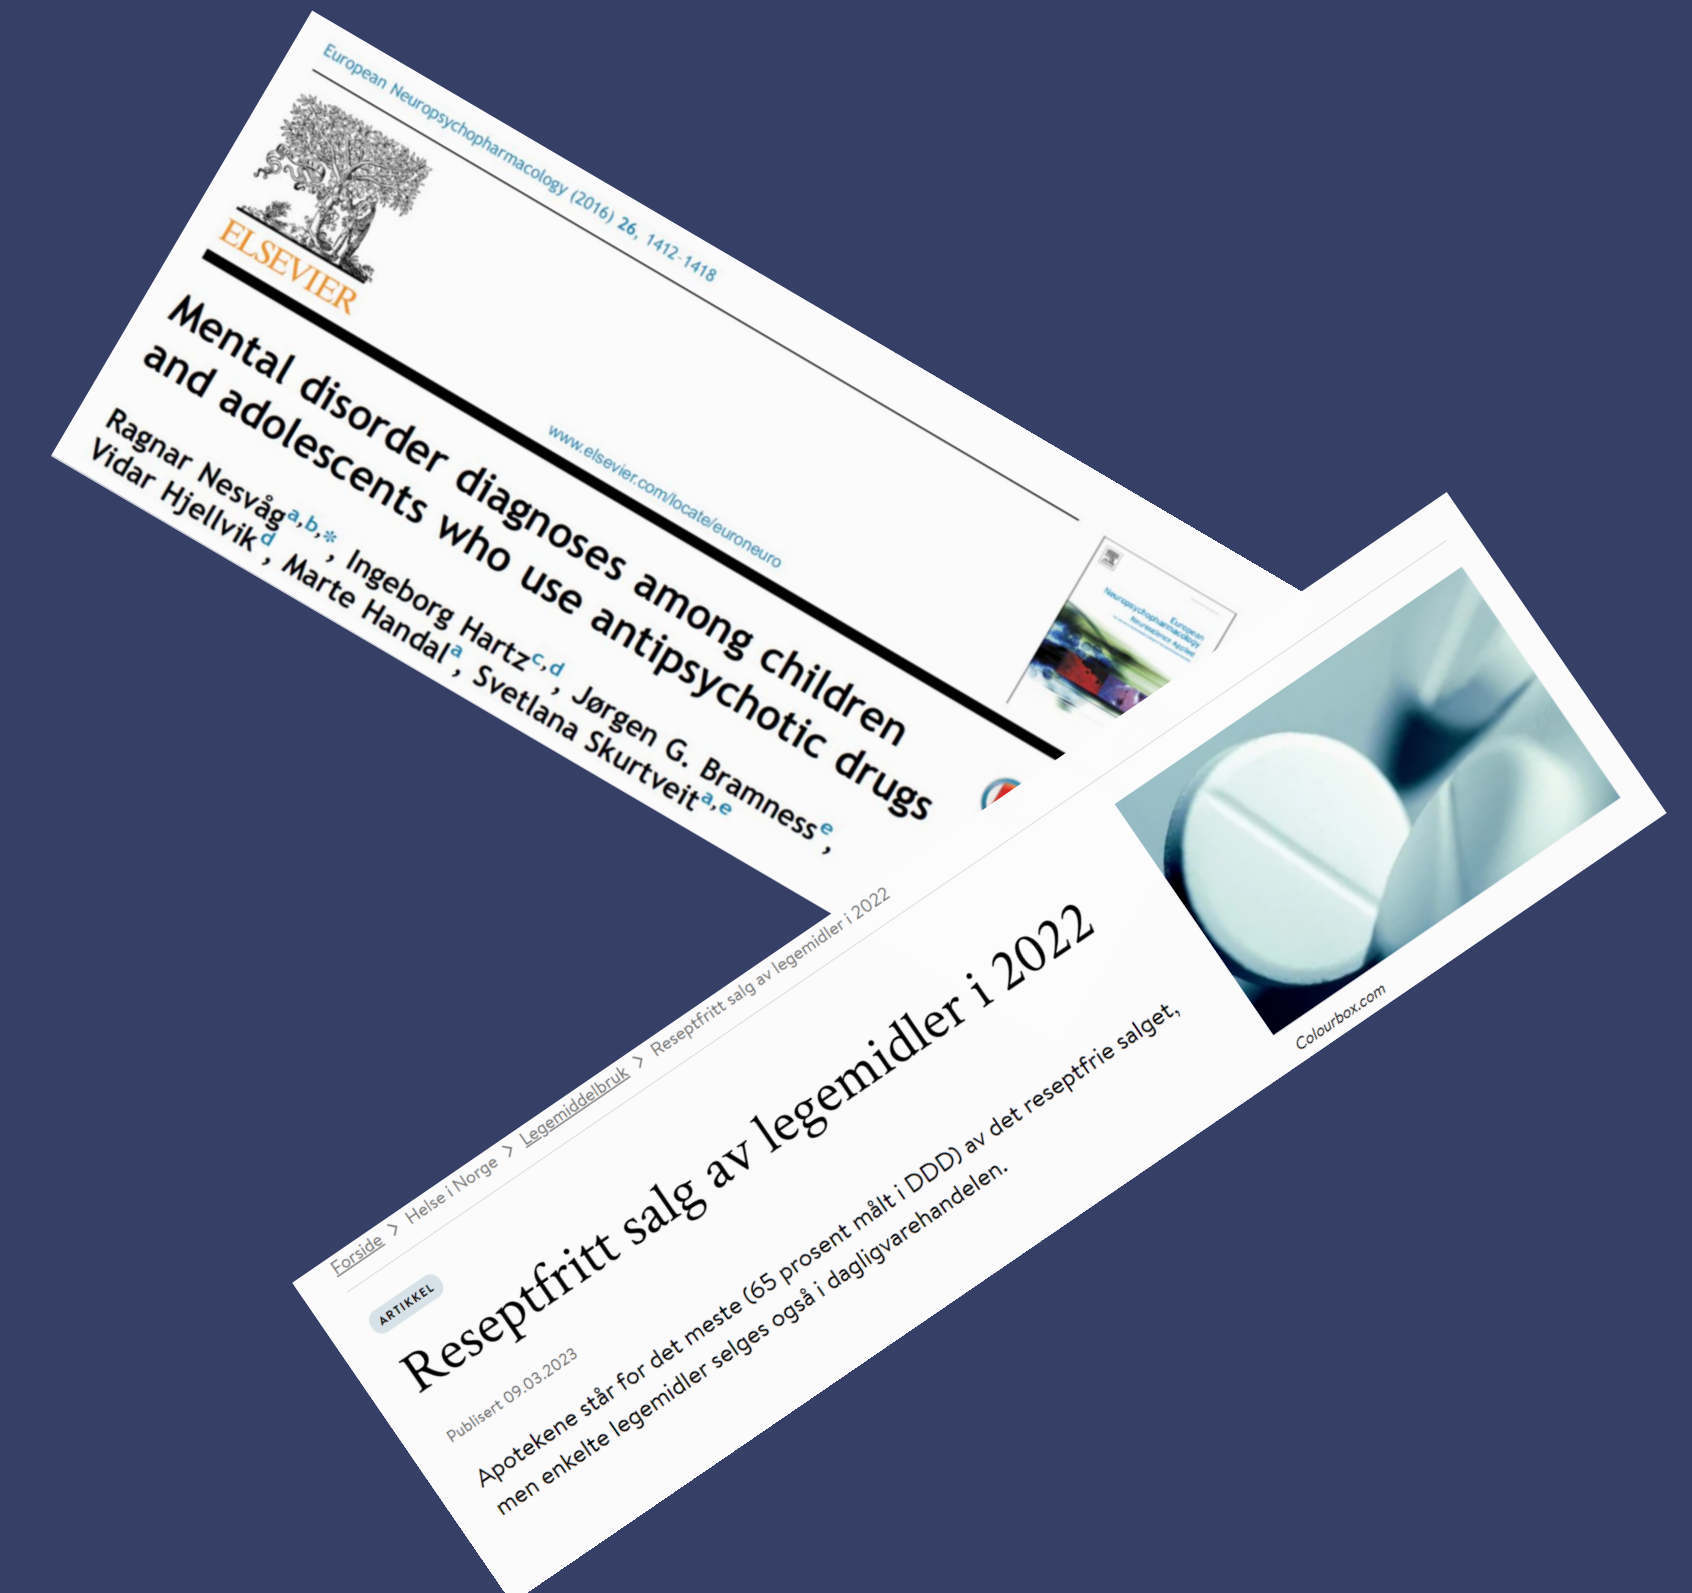 European Neuropsychopharmacology (2016) 26, 1412-1418
ELSEVIER
www.elsevier.com/locate/euroneuro
European
Neuropsychopharmacology
Mental disorder diagnoses among children
and adolescents who use antipsychotic drugs
Ragnar Nesvåg a,b,*, Ingeborg Hartz c,d, Jørgen G. Bramness e,
Vidar Hjellvik d, Marte Handal a, Svetlana Skurtveit a,e
Forside > Helse i Norge > Legemiddelbruk > Reseptfritt salg av legemidler i 2022
ARTIKKEL
Reseptfritt salg av legemidler i 2022
Publisert 09.03.2023
Apotekene står for det meste (65 prosent målt i DDD) av det reseptfrie salget,
men enkelte legemidler selges også i dagligvarehandelen.
Colourbox.com